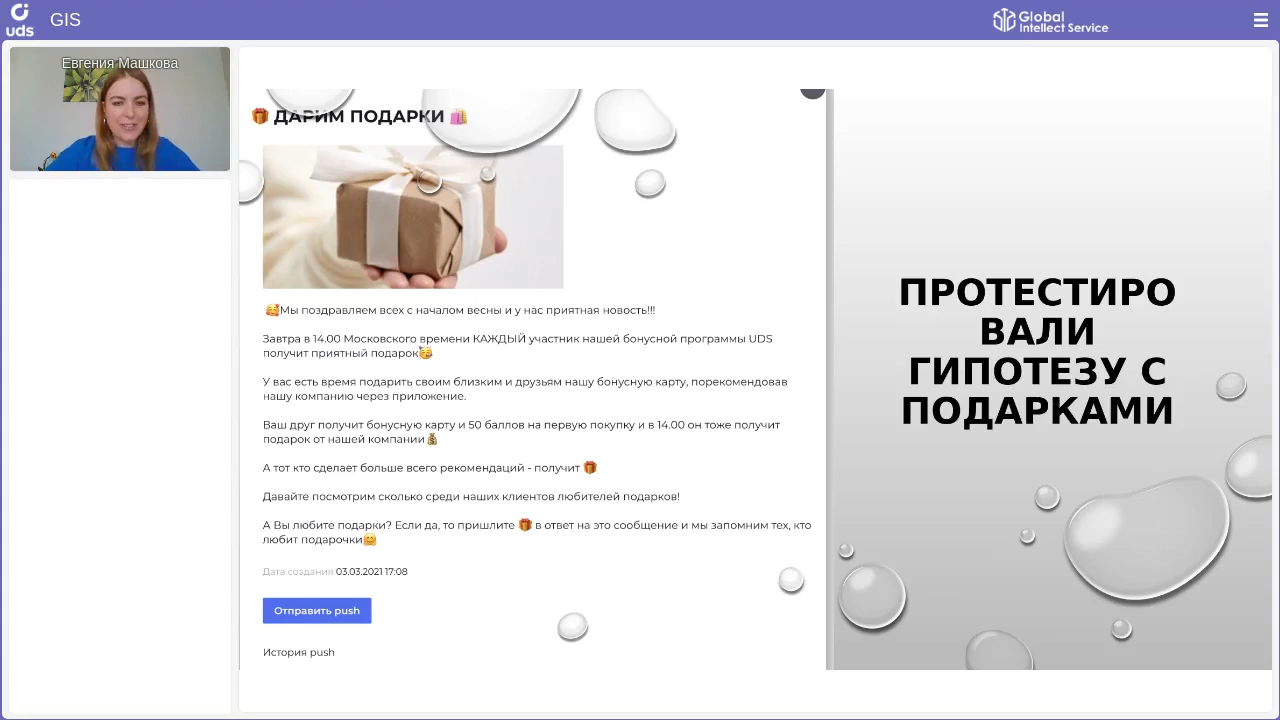 uds
GIS
Global
Intellect Service
Евгения Машкова
🎁 ДАРИМ ПОДАРКИ 🛍️
🥰Мы поздравляем всех с началом весны и у нас приятная новость!!!
Завтра в 14.00 Московского времени КАЖДЫЙ участник нашей бонусной программы UDS
получит приятный подарок🥳
У вас есть время подарить своим близким и друзьям нашу бонусную карту, порекомендовав
нашу компанию через приложение.
Ваш друг получит бонусную карту и 50 баллов на первую покупку и в 14.00 он тоже получит
подарок от нашей компании💰
А тот кто сделает больше всего рекомендаций - получит 🎁
Давайте посмотрим сколько среди наших клиентов любителей подарков!
А Вы любите подарки? Если да, то пришлите 🎁 в ответ на это сообщение и мы запомним тех, кто
любит подарочки🤗
Дата создания 03.03.2021 17:08
Отправить push
История push
ПРОТЕСТИРО
ВАЛИ
ГИПОТЕЗУ С
ПОДАРКАМИ